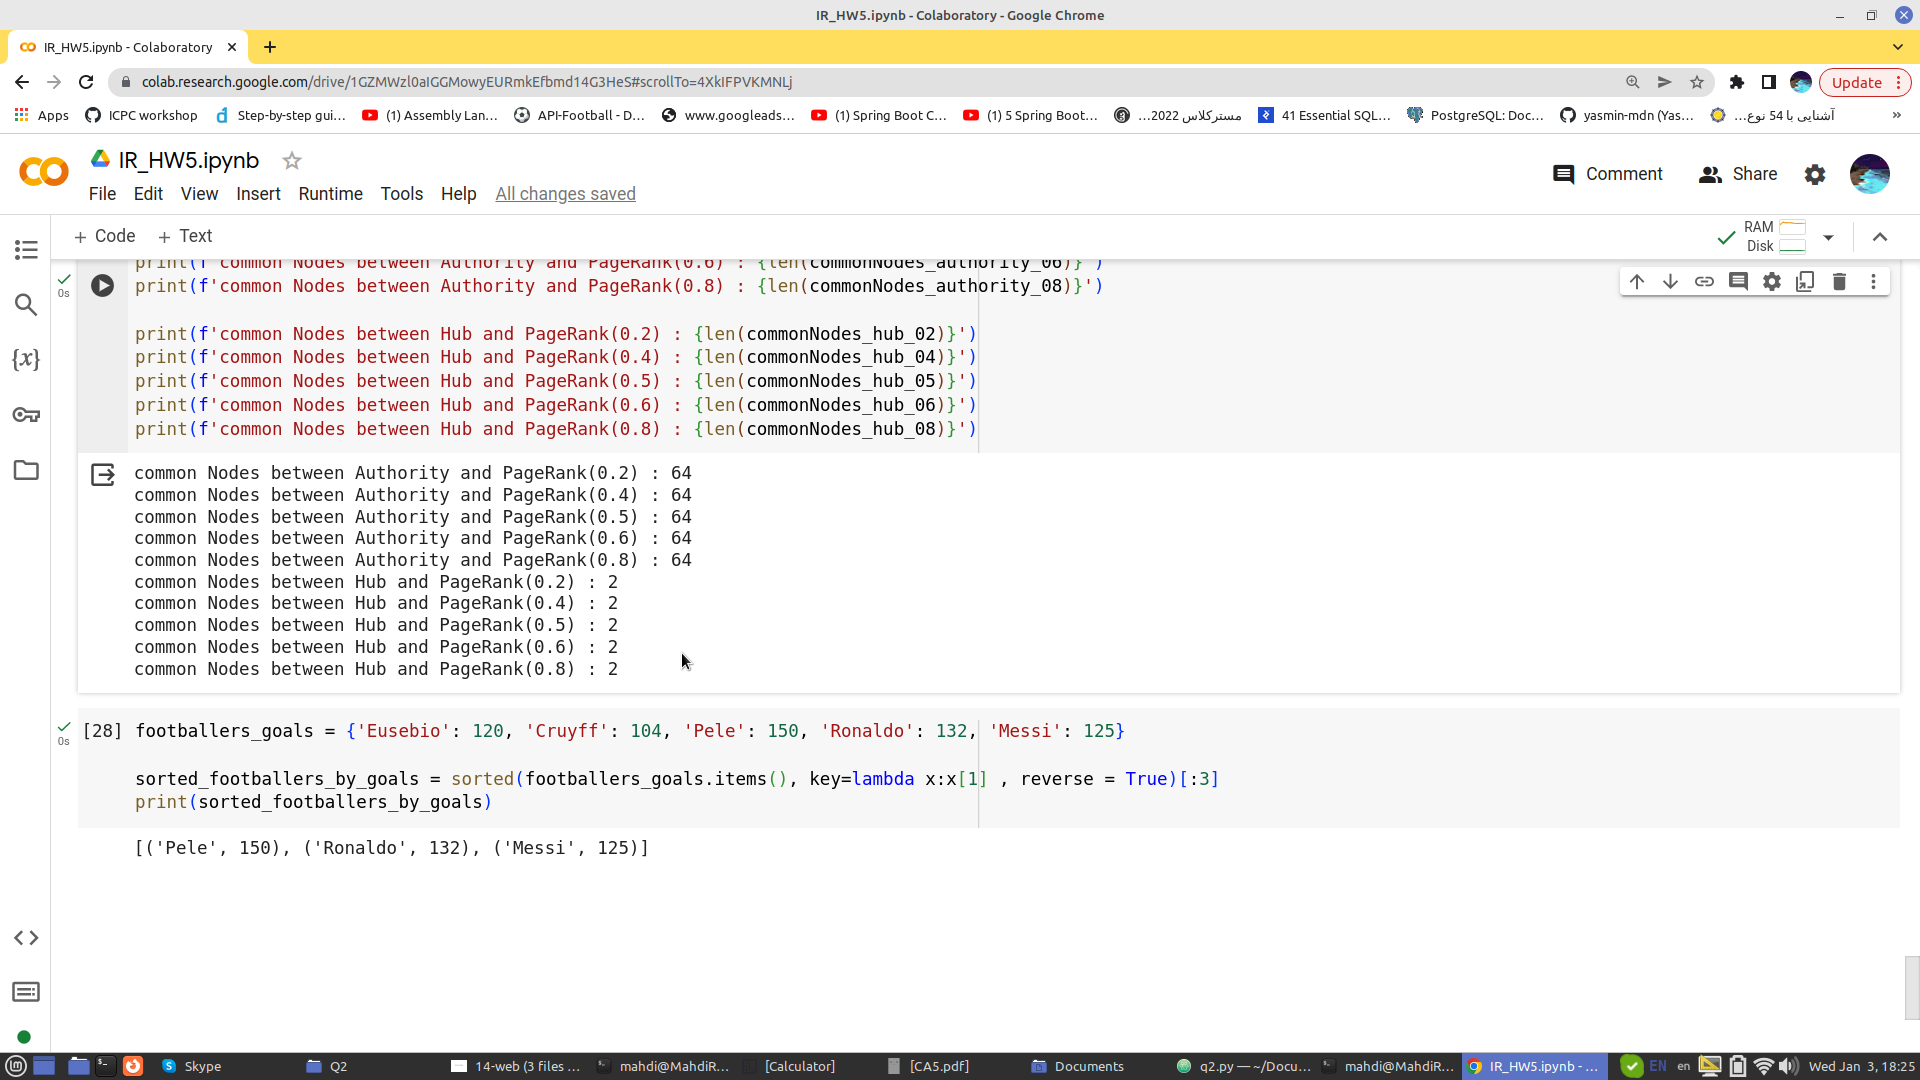 IR_HW5.ipynb - Colaboratory - Google Chrome
IR_HW5.ipynb - Colaboratory
colab.research.google.com/drive/1GZMWzl0aIGGMowyEURmkEfbmd14G3HeS#scrollTo=4XkIFPVKMNLj
Update
Apps
ICPC workshop
Step-by-step gui...
(1) Assembly Lan...
API-Football - D...
www.googleads...
(1) Spring Boot C...
(1) 5 Spring Boot...
مسترکلاس 2022...
41 Essential SQL...
PostgreSQL: Doc...
yasmin-mdn (Yas...
آشنایی با 54 نوع...
»
IR_HW5.ipynb
Comment
Share
File Edit View Insert Runtime Tools Help All changes saved
+ Code + Text
RAM
Disk
print(f'common Nodes between Authority and PageRank(0.6) : {len(commonNodes_authority_06)}')
0s
print(f'common Nodes between Authority and PageRank(0.8) : {len(commonNodes_authority_08)}')
print(f'common Nodes between Hub and PageRank(0.2) : {len(commonNodes_hub_02)}')
print(f'common Nodes between Hub and PageRank(0.4) : {len(commonNodes_hub_04)}')
print(f'common Nodes between Hub and PageRank(0.5) : {len(commonNodes_hub_05)}')
print(f'common Nodes between Hub and PageRank(0.6) : {len(commonNodes_hub_06)}')
print(f'common Nodes between Hub and PageRank(0.8) : {len(commonNodes_hub_08)}')
common Nodes between Authority and PageRank(0.2) : 64
common Nodes between Authority and PageRank(0.4) : 64
common Nodes between Authority and PageRank(0.5) : 64
common Nodes between Authority and PageRank(0.6) : 64
common Nodes between Authority and PageRank(0.8) : 64
common Nodes between Hub and PageRank(0.2) : 2
common Nodes between Hub and PageRank(0.4) : 2
common Nodes between Hub and PageRank(0.5) : 2
common Nodes between Hub and PageRank(0.6) : 2
common Nodes between Hub and PageRank(0.8) : 2
0s
[28] footballers_goals = {'Eusebio': 120, 'Cruyff': 104, 'Pele': 150, 'Ronaldo': 132, 'Messi': 125}
sorted_footballers_by_goals = sorted(footballers_goals.items(), key=lambda x:x[1] , reverse = True)[:3]
print(sorted_footballers_by_goals)
[('Pele', 150), ('Ronaldo', 132), ('Messi', 125)]
{x}
Skype
Q2
14-web (3 files ...
mahdi@MahdiR...
[Calculator]
[CA5.pdf]
Documents
q2.py — ~/Docu...
mahdi@MahdiR...
IR_HW5.ipynb - ...
EN
en
Wed Jan 3, 18:25